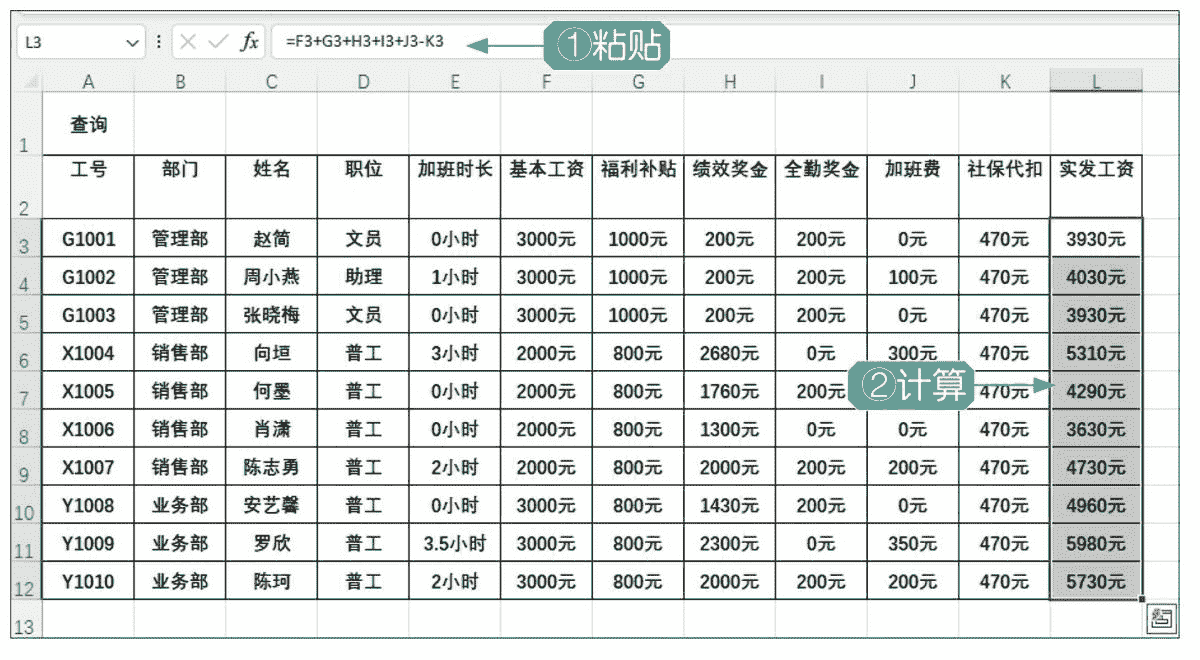 L3 fx =F3+G3+H3+I3+J3-K3 ①粘贴
A B C D E F G H I J K L
1 查询
2 工号 部门 姓名 职位 加班时长 基本工资 福利补贴 绩效奖金 全勤奖金 加班费 社保代扣 实发工资
3 G1001 管理部 赵简 文员 0小时 3000元 1000元 200元 200元 0元 470元 3930元
4 G1002 管理部 周小燕 助理 1小时 3000元 1000元 200元 200元 100元 470元 4030元
5 G1003 管理部 张晓梅 文员 0小时 3000元 1000元 200元 200元 0元 470元 3930元
6 X1004 销售部 向垣 普工 3小时 2000元 800元 2680元 0元 300元 470元 5310元
7 X1005 销售部 何墨 普工 0小时 2000元 800元 1760元 200元 ②计算 470元 4290元
8 X1006 销售部 肖潇 普工 0小时 2000元 800元 1300元 0元 0元 470元 3630元
9 X1007 销售部 陈志勇 普工 2小时 2000元 800元 2000元 200元 200元 470元 4730元
10 Y1008 业务部 安艺馨 普工 0小时 3000元 800元 1430元 200元 0元 470元 4960元
11 Y1009 业务部 罗欣 普工 3.5小时 3000元 800元 2300元 0元 350元 470元 5980元
12 Y1010 业务部 陈珂 普工 2小时 3000元 800元 2000元 200元 200元 470元 5730元
13